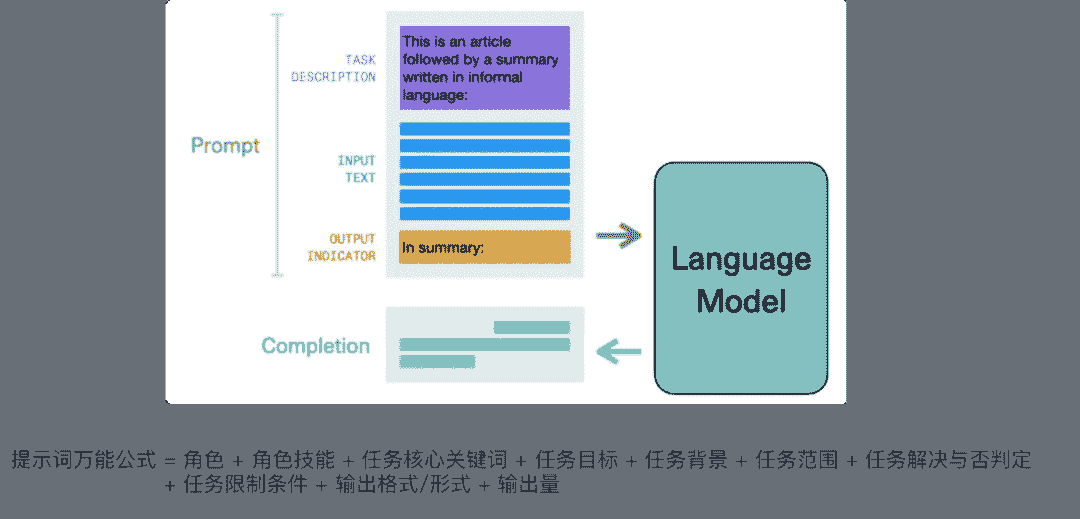 This is an article
followed by a summary
written in informal
language:
TASK
DESCRIPTION
Prompt
INPUT
TEXT
OUTPUT
INDICATOR
In summary:
Language
Model
Completion
提示词万能公式 = 角色 + 角色技能 + 任务核心关键词 + 任务目标 + 任务背景 + 任务范围 + 任务解决与否判定
+ 任务限制条件 + 输出格式/形式 + 输出量